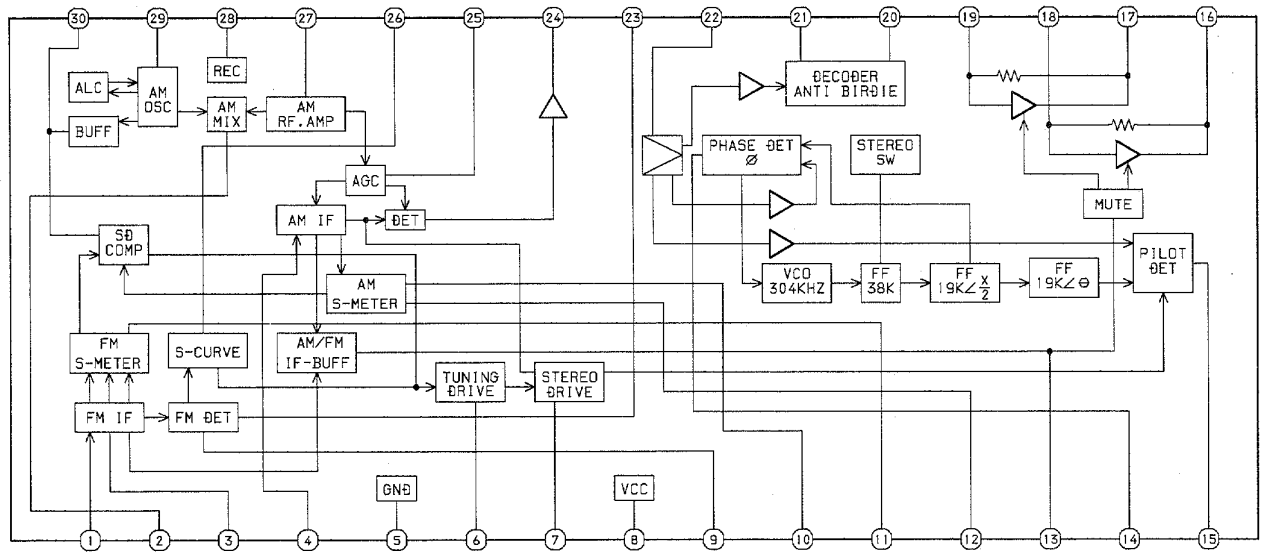 30 29 28 27 26 25 24 23 22 21 20 19 18 17 16
ALC
AM
OSC
REC
BUFF
AM
MIX
AM
RF.AMP
AGC
AM IF
DET
SD
COMP
AM
S-METER
FM
S-METER
S-CURVE
AM/FM
IF-BUFF
FM IF
FM DET
TUNING
DRIVE
STEREO
DRIVE
GND
VCC
DECODER
ANTI BIRDIE
PHASE DET
Ø
STEREO
SW
MUTE
VCO
304KHZ
FF
38K
FF
19K∠X/2
FF
19K∠Θ
PILOT
DET
1 2 3 4 5 6 7 8 9 10 11 12 13 14 15